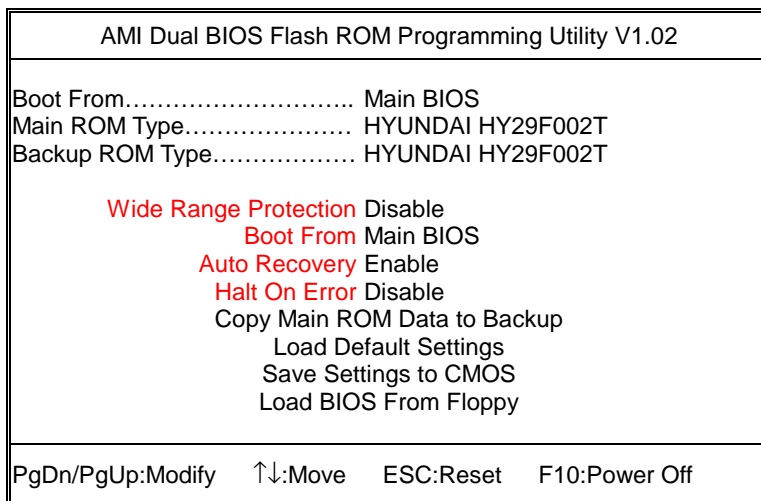 AMI Dual BIOS Flash ROM Programming Utility V1.02
Boot From……………………….. Main BIOS
Main ROM Type………………… HYUNDAI HY29F002T
Backup ROM Type……………… HYUNDAI HY29F002T
Wide Range Protection Disable
Boot From Main BIOS
Auto Recovery Enable
Halt On Error Disable
Copy Main ROM Data to Backup
Load Default Settings
Save Settings to CMOS
Load BIOS From Floppy
PgDn/PgUp:Modify ↑↓:Move ESC:Reset F10:Power Off